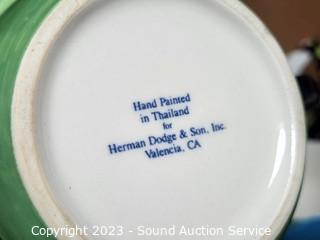 Hand Painted
in Thailand
for
Herman Dodge & Son, Inc.
Valencia, CA
Copyright 2023 - Sound Auction Service